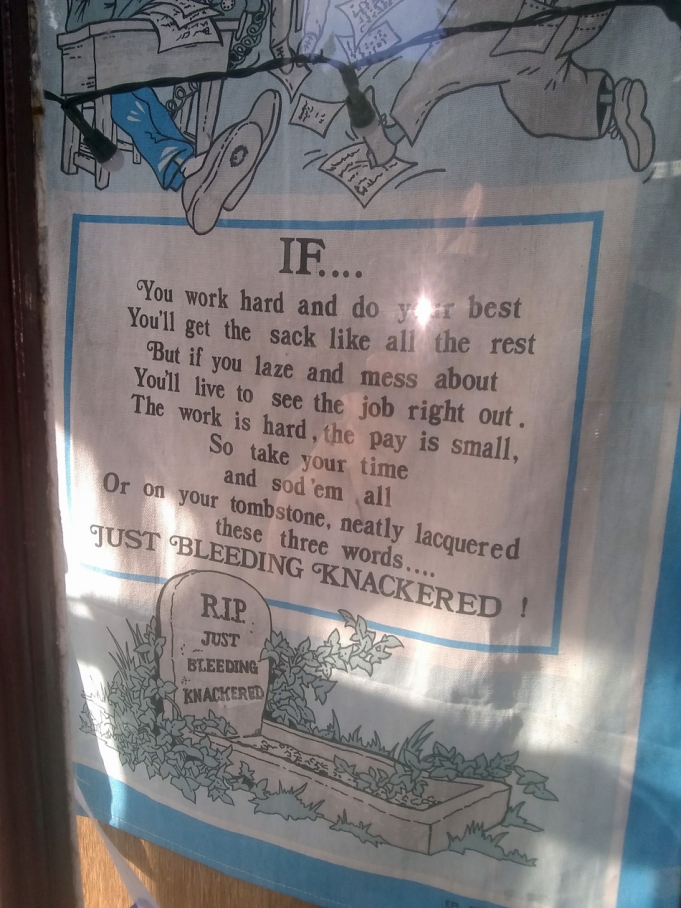 IF....
You work hard and do your best
You'll get the sack like all the rest
But if you laze and mess about
You'll live to see the job right out.
The work is hard, the pay is small,
So take your time
and sod'em all
Or on your tombstone, neatly lacquered
these three words....
JUST BLEEDING KNACKERED !
R.I.P.
JUST
BLEEDING
KNACKERED